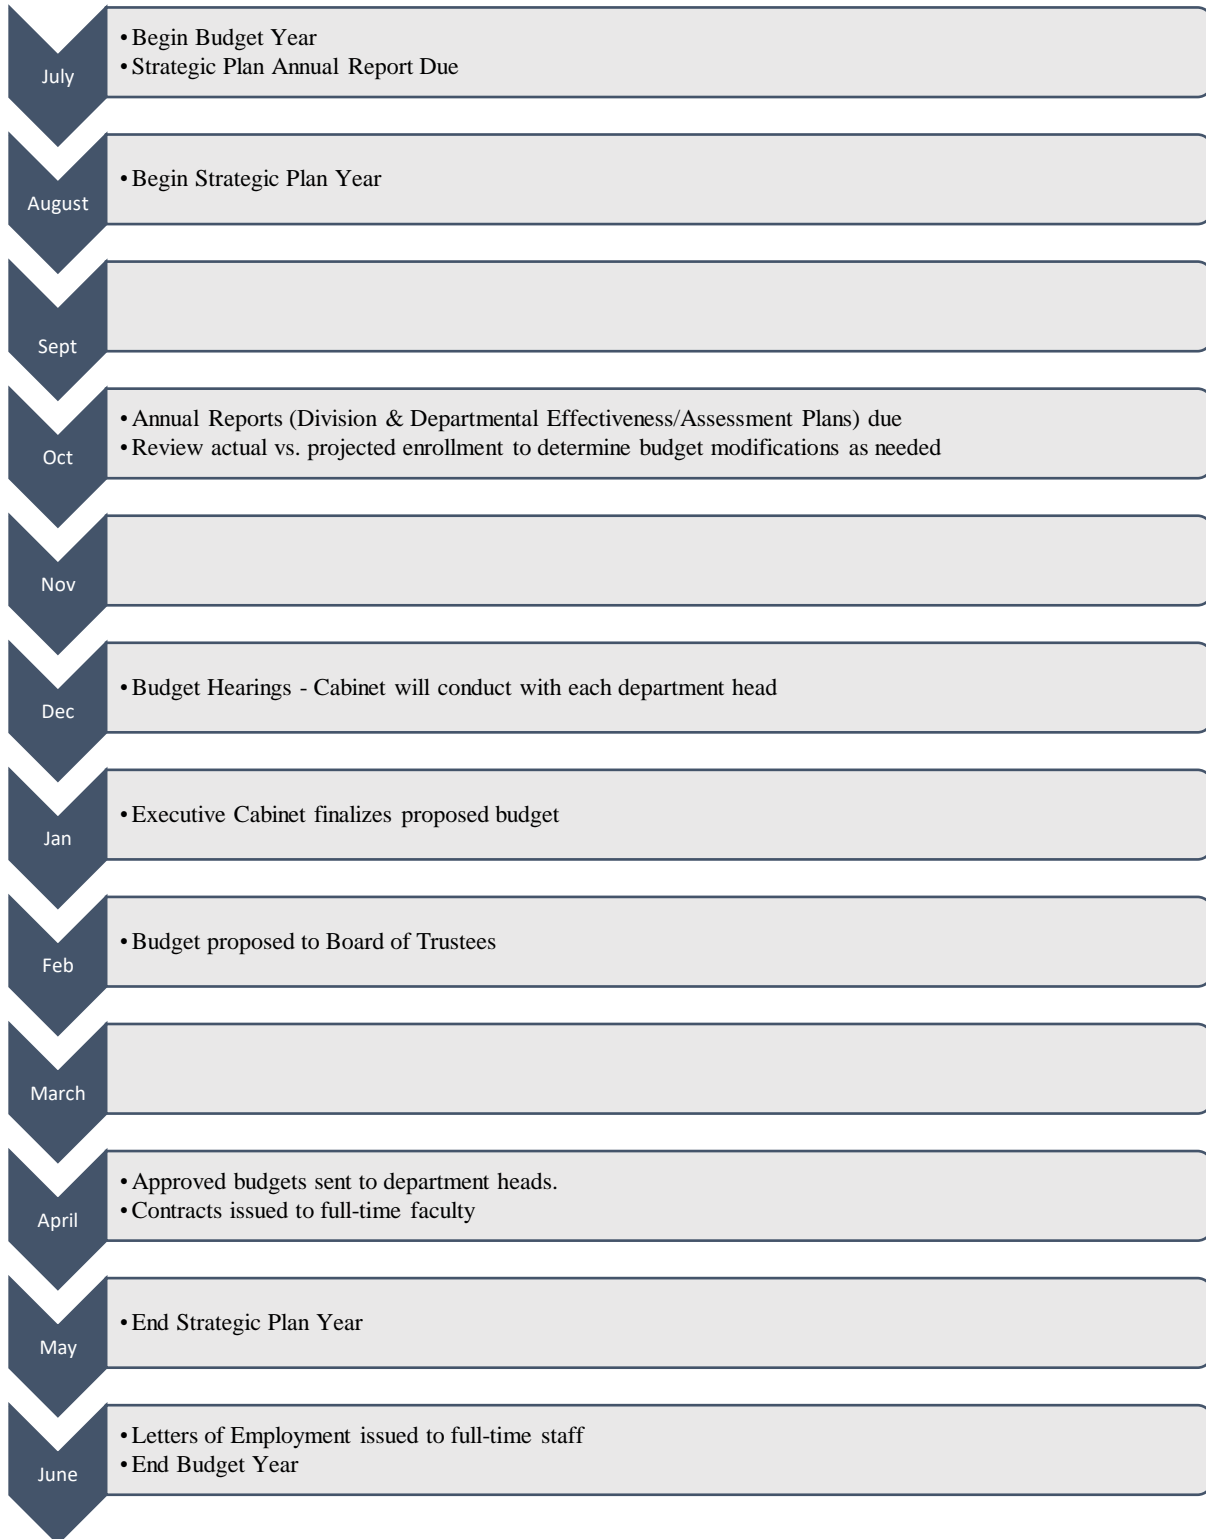 July
• Begin Budget Year
• Strategic Plan Annual Report Due
August
• Begin Strategic Plan Year
Sept
Oct
• Annual Reports (Division & Departmental Effectiveness/Assessment Plans) due
• Review actual vs. projected enrollment to determine budget modifications as needed
Nov
Dec
• Budget Hearings - Cabinet will conduct with each department head
Jan
• Executive Cabinet finalizes proposed budget
Feb
• Budget proposed to Board of Trustees
March
April
• Approved budgets sent to department heads.
• Contracts issued to full-time faculty
May
• End Strategic Plan Year
June
• Letters of Employment issued to full-time staff
• End Budget Year